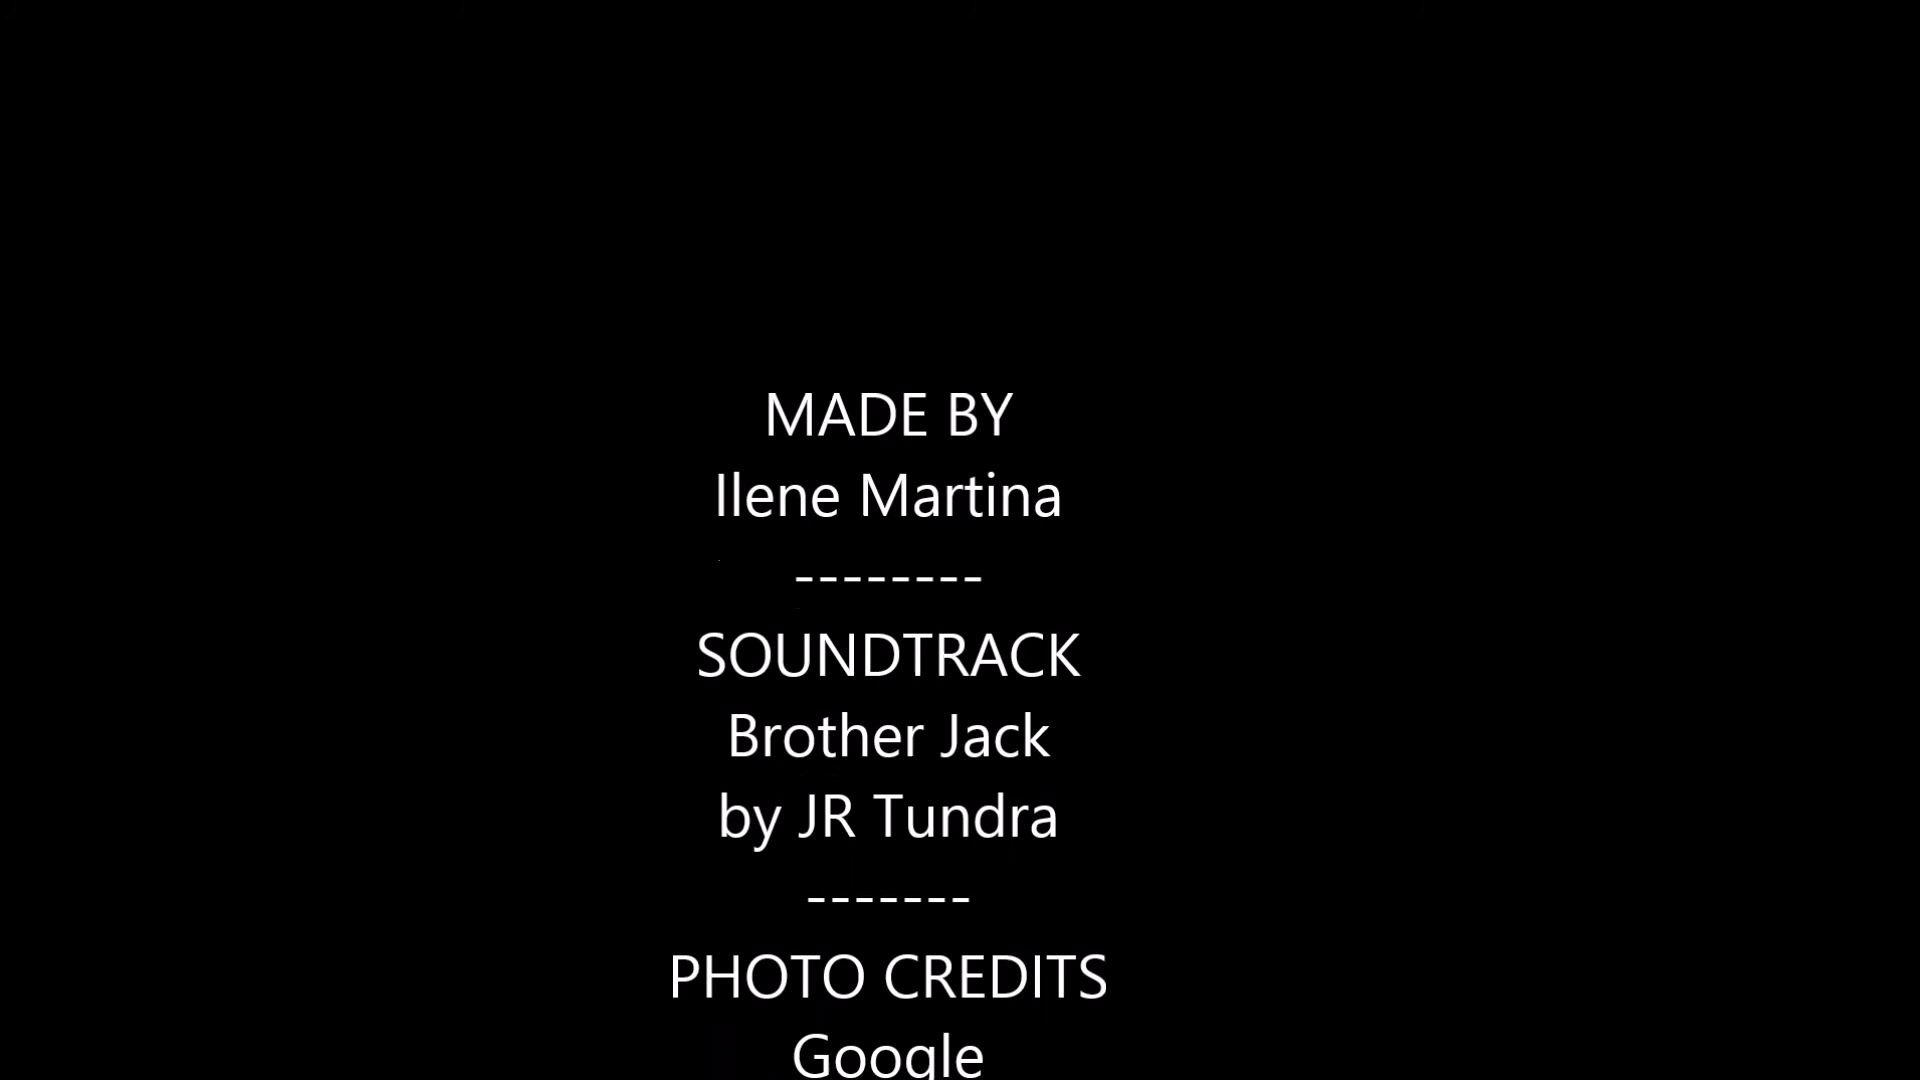 MADE BY
Ilene Martina
--------
SOUNDTRACK
Brother Jack
by JR Tundra
-------
PHOTO CREDITS
Google